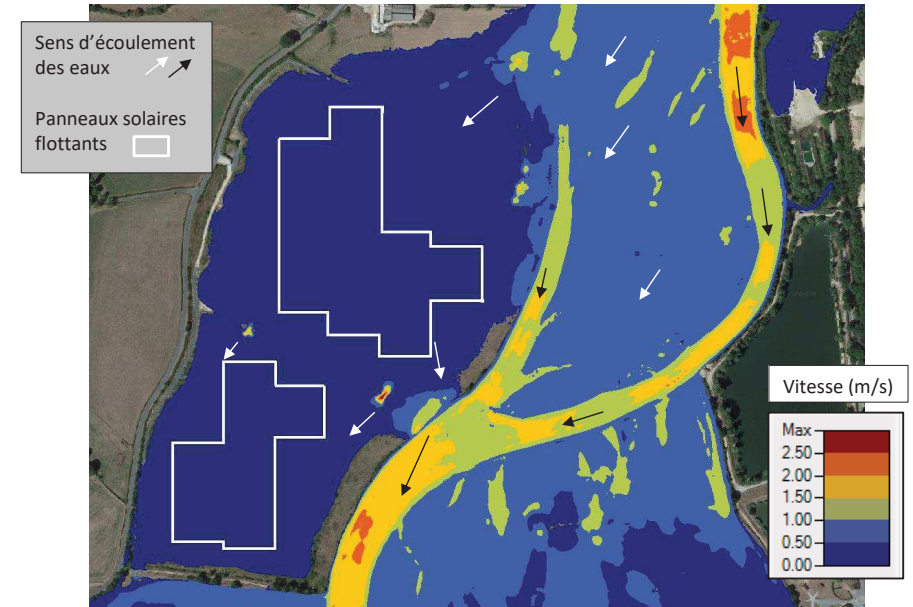 Sens d'écoulement
des eaux
Panneaux solaires
flottants
Vitesse (m/s)
Max
2.50
2.00
1.50
1.00
0.50
0.00